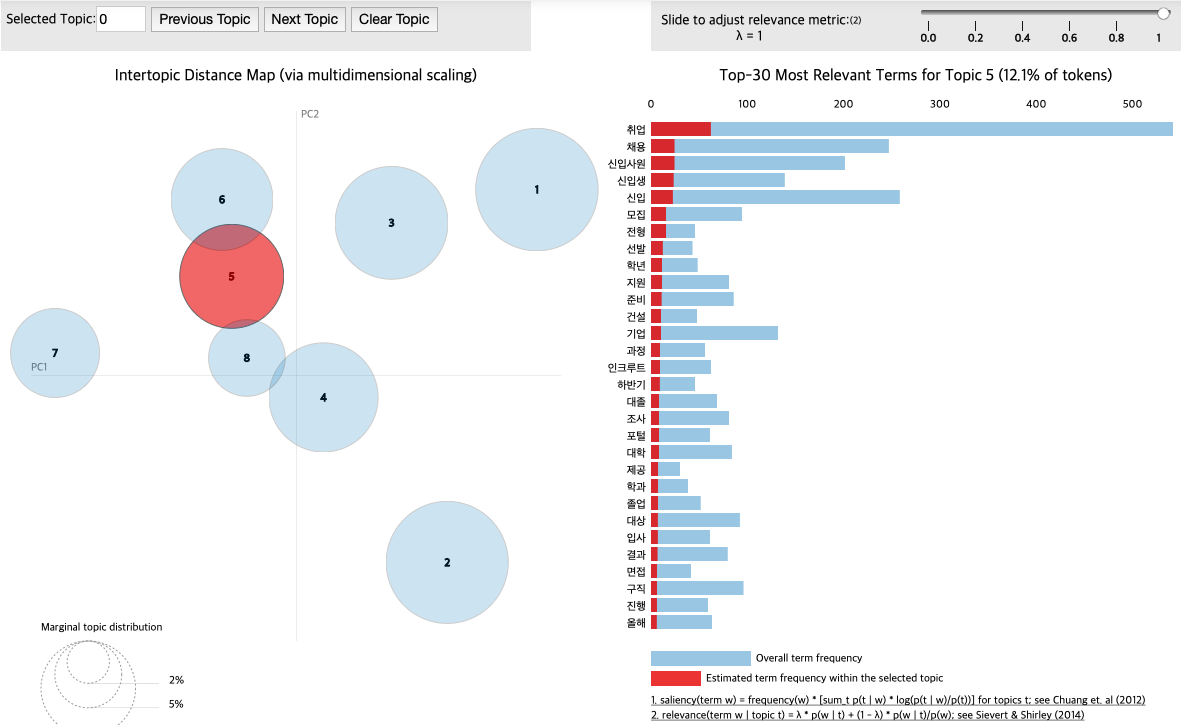 Selected Topic: 0 Previous Topic Next Topic Clear Topic
Slide to adjust relevance metric:(2)
λ = 1
0.0 0.2 0.4 0.6 0.8 1
Intertopic Distance Map (via multidimensional scaling)
PC2
PC1
6
3
1
5
7
8
4
2
Marginal topic distribution
2%
5%
Top-30 Most Relevant Terms for Topic 5 (12.1% of tokens)
0 100 200 300 400 500
취업
채용
신입사원
신입생
신입
모집
전형
선발
학년
지원
준비
건설
기업
과정
인크루트
하반기
대졸
조사
포털
대학
제공
학과
졸업
대상
입사
결과
면접
구직
진행
올해
Overall term frequency
Estimated term frequency within the selected topic
1. saliency(term w) = frequency(w) * [sum_t p(t | w) * log(p(t | w)/p(t))] for topics t; see Chuang et. al (2012)
2. relevance(term w | topic t) = λ * p(w | t) + (1 - λ) * p(w | t)/p(w); see Sievert & Shirley (2014)